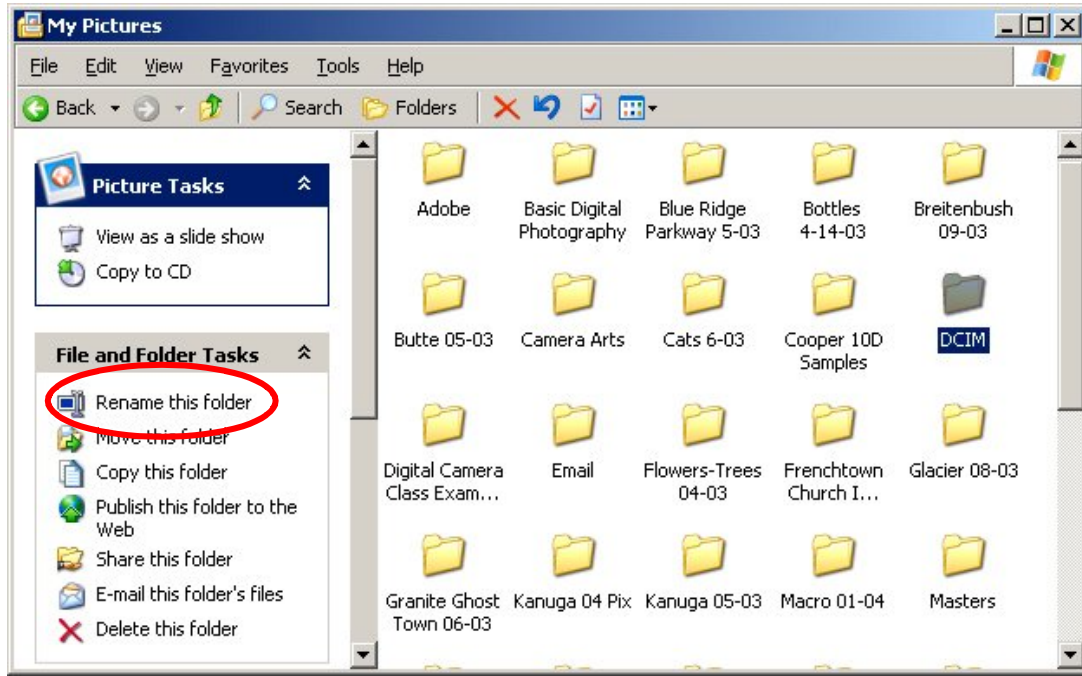 My Pictures
File Edit View Favorites Tools Help
Back Search Folders
Picture Tasks
View as a slide show
Copy to CD
File and Folder Tasks
Rename this folder
Move this folder
Copy this folder
Publish this folder to the
Web
Share this folder
E-mail this folder's files
Delete this folder
Adobe
Basic Digital
Photography
Blue Ridge
Parkway 5-03
Bottles
4-14-03
Breitenbush
09-03
Butte 05-03
Camera Arts
Cats 6-03
Cooper 10D
Samples
DCIM
Digital Camera
Class Exam...
Email
Flowers-Trees
04-03
Frenchtown
Church I...
Glacier 08-03
Granite Ghost
Town 06-03
Kanuga 04 Pix
Kanuga 05-03
Macro 01-04
Masters